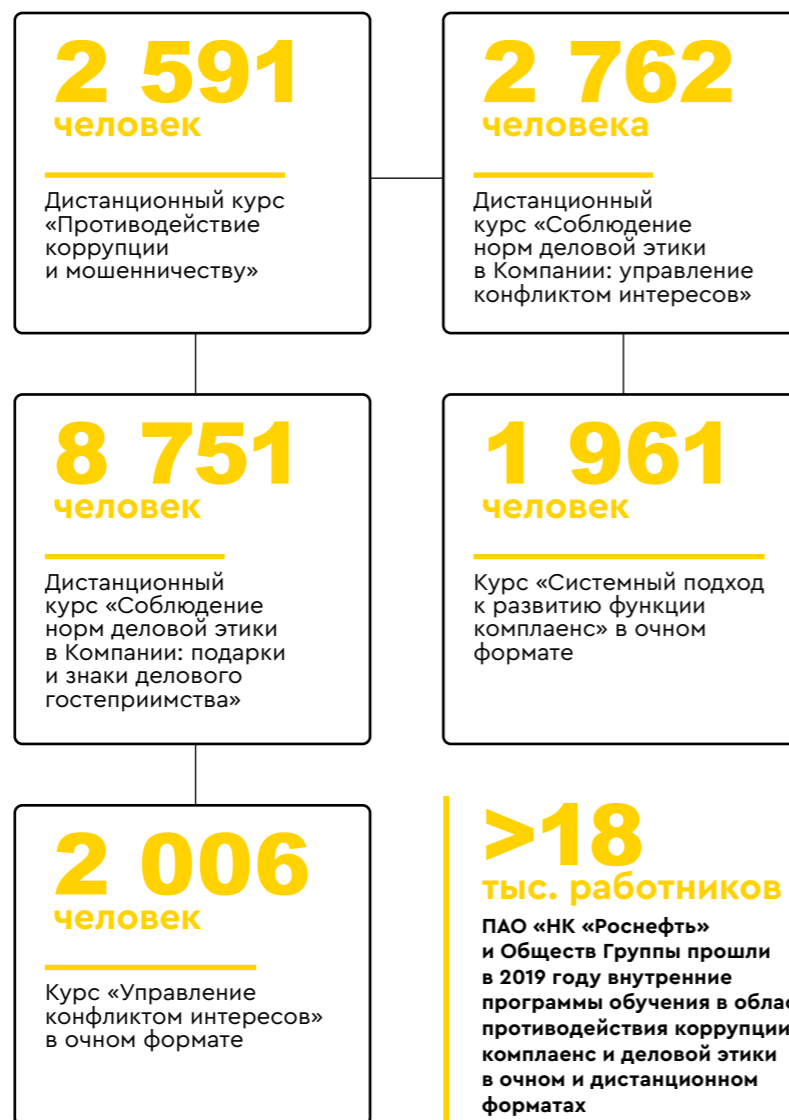 2 591
человек
Дистанционный курс
«Противодействие
коррупции
и мошенничеству»
2 762
человека
Дистанционный
курс «Соблюдение
норм деловой этики
в Компании: управление
конфликтом интересов»
8 751
человек
Дистанционный
курс «Соблюдение
норм деловой этики
в Компании: подарки
и знаки делового
гостеприимства»
1 961
человек
Курс «Системный подход
к развитию функции
комплаенс» в очном
формате
2 006
человек
Курс «Управление
конфликтом интересов»
в очном формате
>18
тыс. работников
ПАО «НК «Роснефть»
и Обществ Группы прошли
в 2019 году внутренние
программы обучения в
противодействия коррупции
комплаенс и деловой этики
в очном и дистанционном
форматах